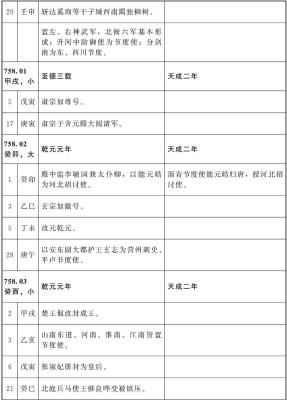 29 壬申 斩达奚珣等于子城西南隅独柳树。
置左、右神武军，北衙六军基本形
成；升河中防御使为节度使；分剑
南为东、西川节度。
758.01
甲戌，小 至德三载 天成二年
5 戊寅 肃宗加尊号。
17 庚寅 肃宗于含元殿大阅诸军。
758.02
癸卯，大 乾元元年 天成二年
1 癸卯 殿中监李辅国兼太仆卿，以能元皓
为河北招讨使。 淄青节度使能元皓归唐，授河北招
讨使。
3 乙巳 玄宗加徽号。
5 丁未 改元乾元。
28 庚午 以安东副大都护王玄志为营州刺史、
平卢节度使。
758.03
癸酉，小 乾元元年 天成二年
2 甲戌 楚王俶改封成王。
3 乙亥 山南东道、河南、淮南、江南皆置
节度使。
6 戊寅 张淑妃册为皇后。
21 癸巳 北庭兵马使王惟良哗变被镇压。